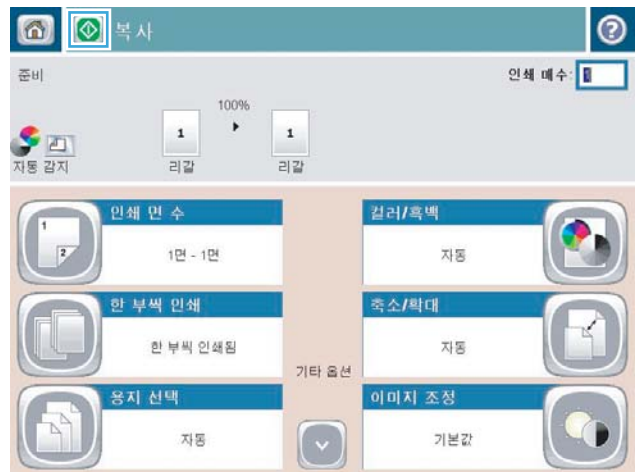 복사
준비
인쇄 매수: 1
100%
1
1
자동 감지
리갈
리갈
인쇄 면 수
1
2
1면 - 1면
컬러/흑백
자동
한 부씩 인쇄
한 부씩 인쇄됨
축소/확대
자동
기타 옵션
용지 선택
자동
이미지 조정
기본값